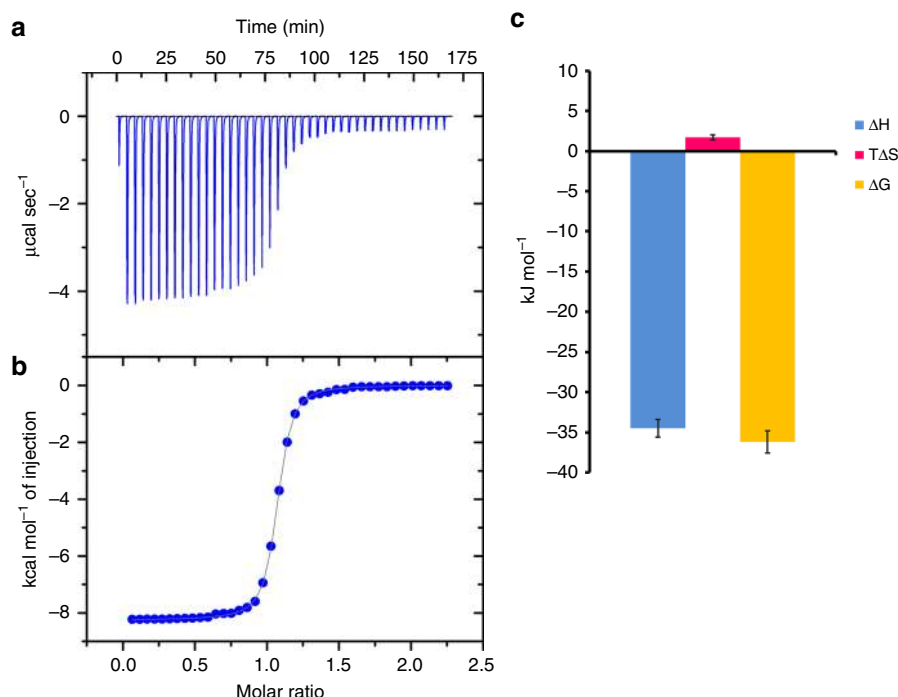 a
Time (min)
0 25 50 75 100 125 150 175
0
−2
−4
µcal sec⁻¹
b
0
−2
−4
−6
−8
kcal mol⁻¹ of injection
0.0 0.5 1.0 1.5 2.0 2.5
Molar ratio
c
10
5
0
−5
−10
−15
−20
−25
−30
−35
−40
kJ mol⁻¹
ΔH
TΔS
ΔG